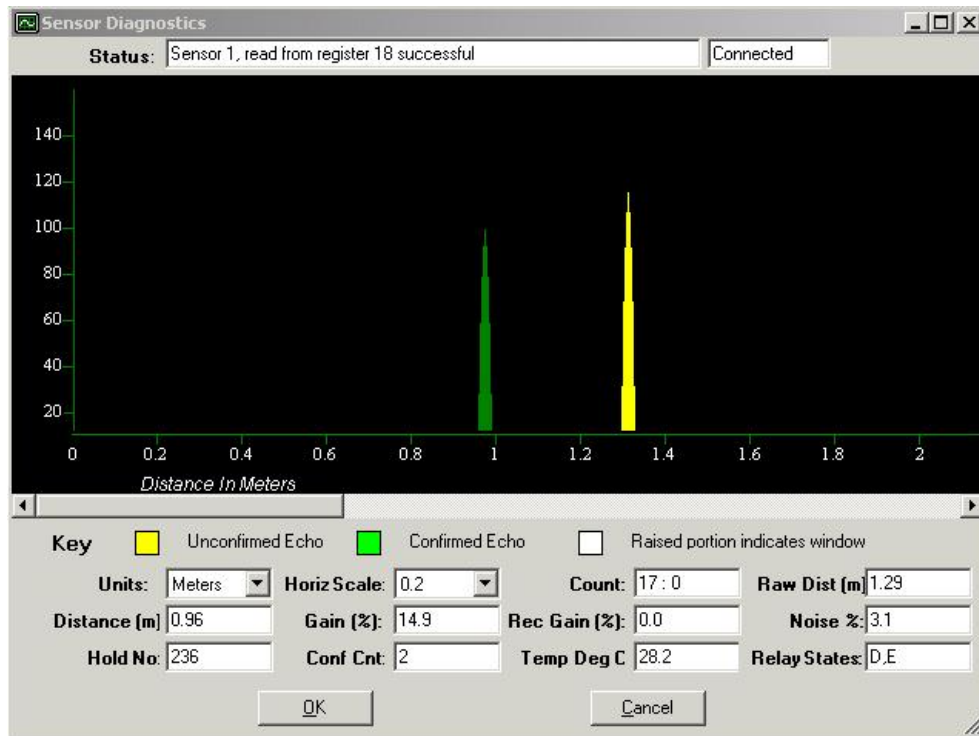 Sensor Diagnostics
Status: Sensor 1, read from register 18 successful Connected
140
120
100
80
60
40
20
0 0.2 0.4 0.6 0.8 1 1.2 1.4 1.6 1.8 2
Distance In Meters
Key Unconfirmed Echo Confirmed Echo Raised portion indicates window
Units: Meters Horiz Scale: 0.2 Count: 17 : 0 Raw Dist (m) 1.29
Distance (m) 0.96 Gain (%): 14.9 Rec Gain (%): 0.0 Noise %: 3.1
Hold No: 236 Conf Cnt: 2 Temp Deg C 28.2 Relay States: D,E
OK Cancel